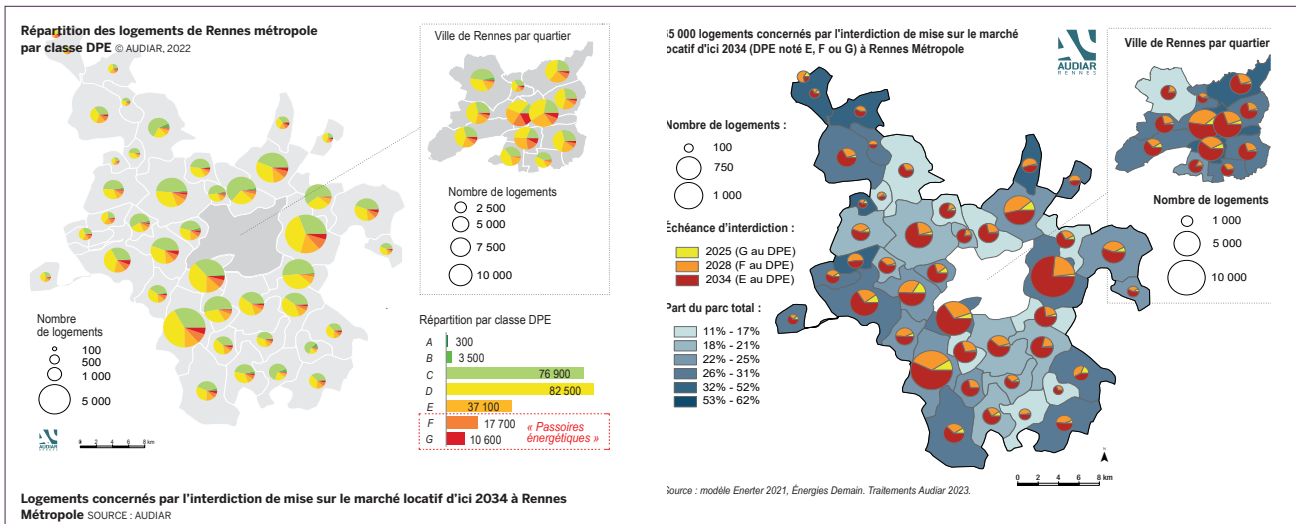 Répartition des logements de Rennes métropole
par classe DPE © AUDIAR, 2022
Ville de Rennes par quartier
Nombre de logements
2 500
5 000
7 500
10 000
Nombre
de logements
100
500
1 000
5 000
AUDIAR
RENNES
0 2 4 6 8 km
Répartition par classe DPE
A 300
B 3 500
C 76 900
D 82 500
E 37 100
F 17 700
G 10 600
« Passoires
énergétiques »
Logements concernés par l'interdiction de mise sur le marché locatif d'ici 2034 à Rennes
Métropole SOURCE : AUDIAR
5 000 logements concernés par l'interdiction de mise sur le marché
locatif d'ici 2034 (DPE noté E, F ou G) à Rennes Métropole
AUDIAR
RENNES
Ville de Rennes par quartier
Nombre de logements :
100
750
1 000
Échéance d'interdiction :
2025 (G au DPE)
2028 (F au DPE)
2034 (E au DPE)
Part du parc total :
11% - 17%
18% - 21%
22% - 25%
26% - 31%
32% - 52%
53% - 62%
Nombre de logements :
1 000
5 000
10 000
N
0 2 4 6 8 km
Source : modèle Enerter 2021, Énergies Demain. Traitements Audiar 2023.